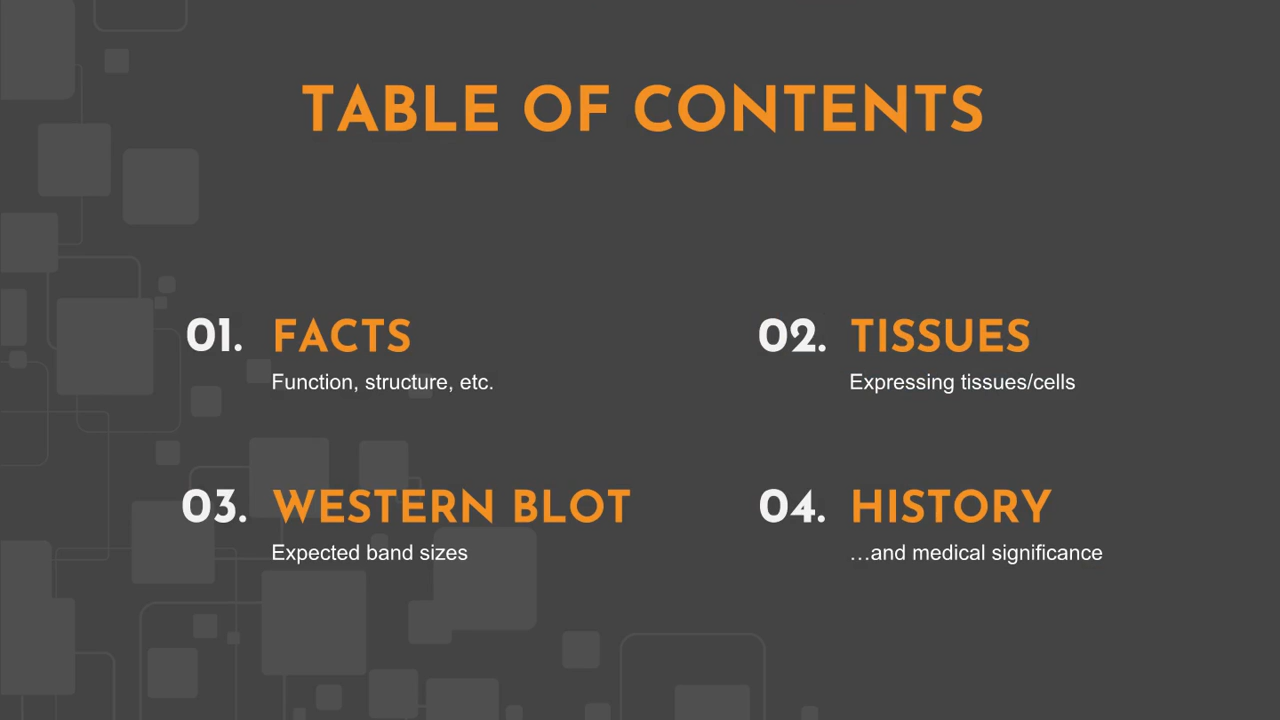 TABLE OF CONTENTS
01. FACTS
Function, structure, etc.
02. TISSUES
Expressing tissues/cells
03. WESTERN BLOT
Expected band sizes
04. HISTORY
…and medical significance